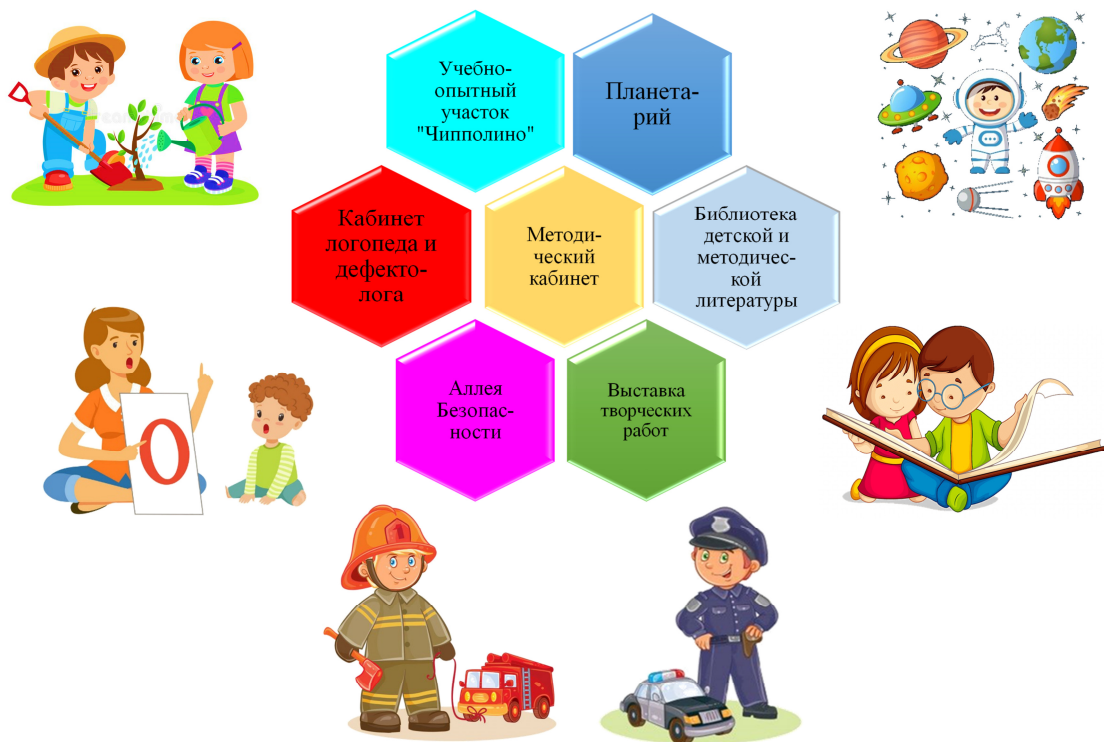 Учебно-
опытный
участок
"Чипполино"
Планета-
рий
Кабинет
логопеда и
дефекто-
лога
Методи-
ческий
кабинет
Библиотека
детской и
методичес-
кой
литературы
О
Аллея
Безопас-
ности
Выставка
творческих
работ
1